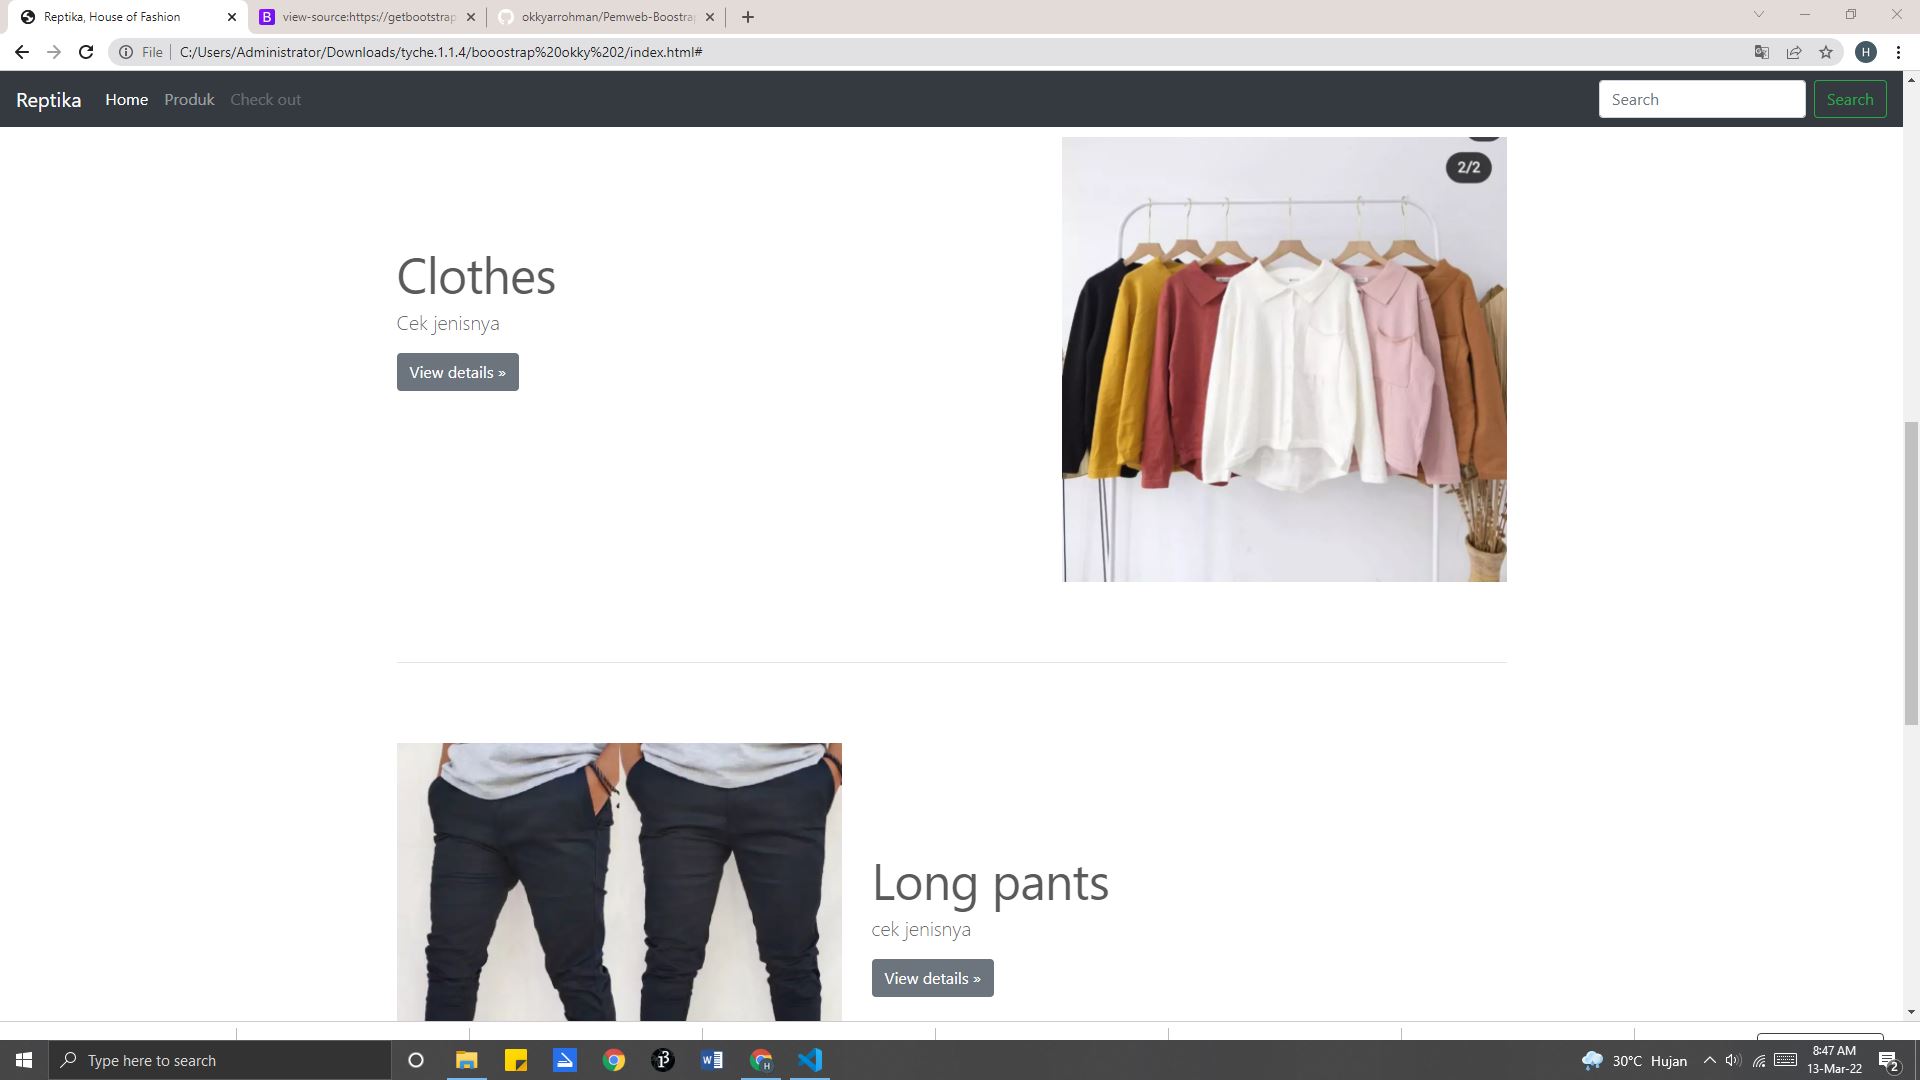 Reptika, House of Fashion
view-source:https://getbootstrap
okkyarrohman/Pemweb-Boostra
File
C:/Users/Administrator/Downloads/tyche.1.1.4/booostrap%20okky%202/index.html#
H
Reptika
Home
Produk
Check out
Search
Search
2/2
Clothes
Cek jenisnya
View details »
Long pants
cek jenisnya
View details »
Type here to search
30°C Hujan
8:47 AM
13-Mar-22
2